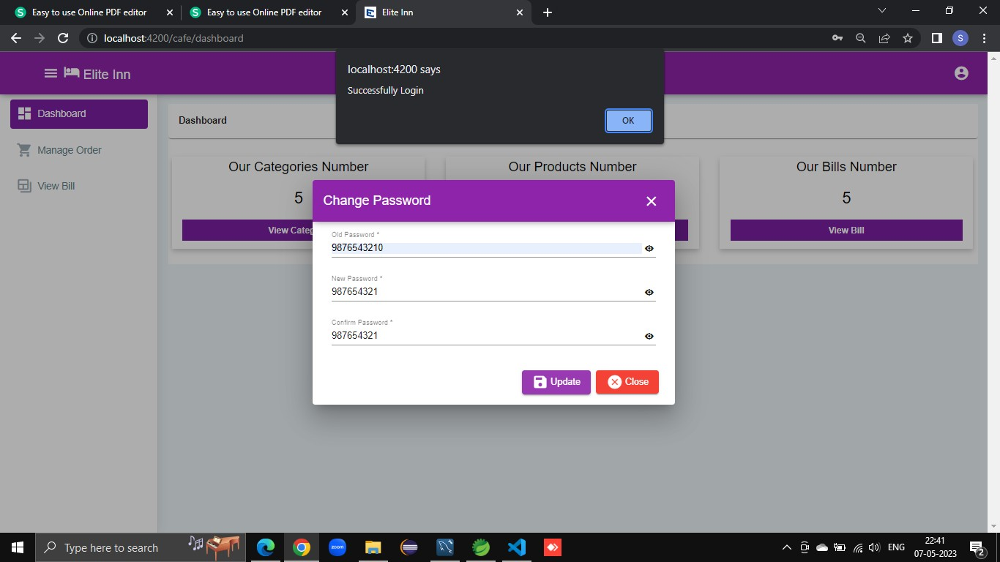 Easy to use Online PDF editor
Easy to use Online PDF editor
Elite Inn
localhost:4200/cafe/dashboard
S
localhost:4200 says
Successfully Login
OK
Elite Inn
Dashboard
Manage Order
View Bill
Dashboard
Our Categories Number
Our Products Number
Our Bills Number
5
5
View Categ
View Bill
Change Password
Old Password *
9876543210
New Password *
987654321
Confirm Password *
987654321
Update
Close
Type here to search
zoom
ENG
22:41
07-05-2023
2